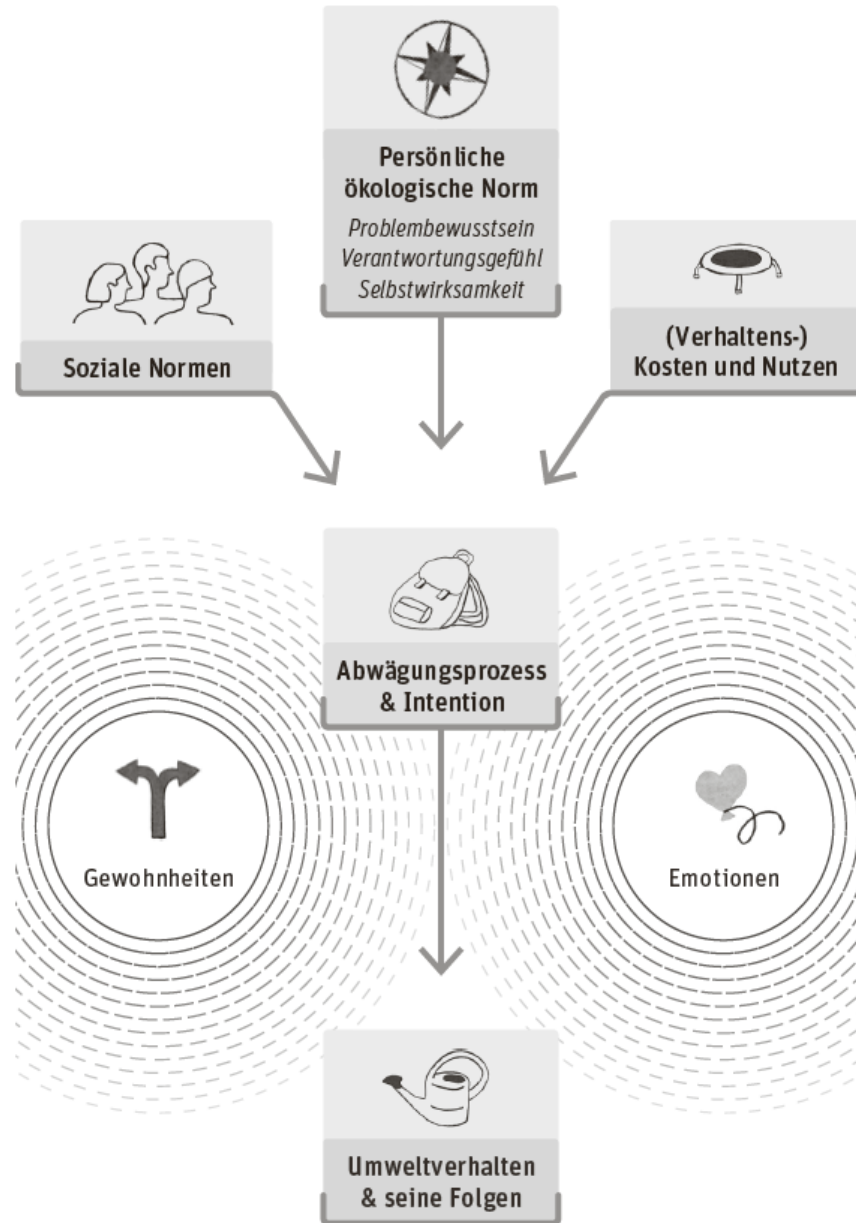 Persönliche
ökologische Norm
Problembewusstsein
Verantwortungsgefühl
Selbstwirksamkeit
Soziale Normen
(Verhaltens-)
Kosten und Nutzen
Abwägungsprozess
& Intention
Gewohnheiten
Emotionen
Umweltverhalten
& seine Folgen